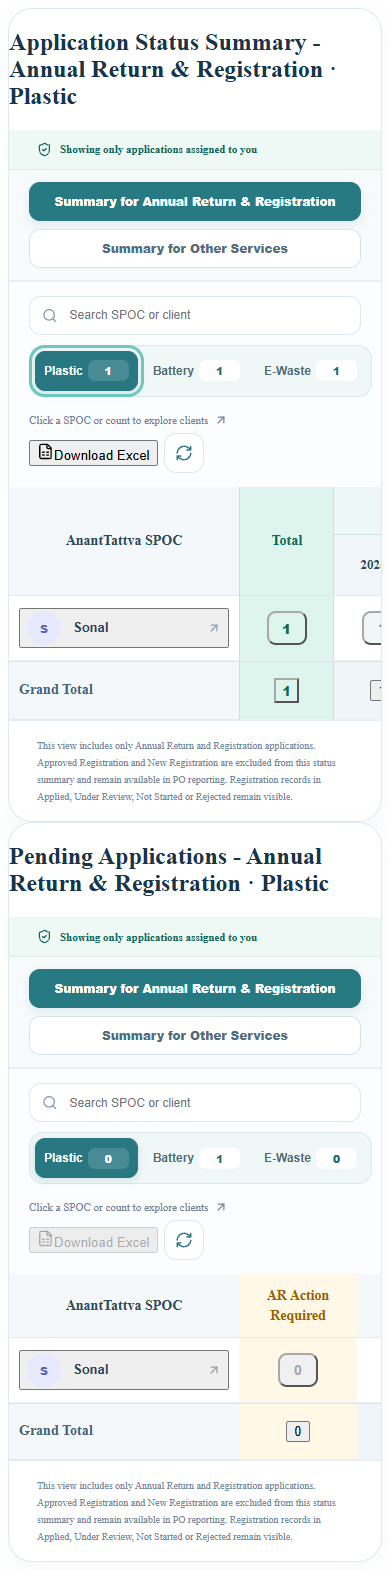 Application Status Summary -
Annual Return & Registration ·
Plastic
Showing only applications assigned to you
Summary for Annual Return & Registration
Summary for Other Services
Search SPOC or client
Plastic 1 Battery 1 E-Waste 1
Click a SPOC or count to explore clients
Download Excel
AnantTattva SPOC Total
S Sonal 1
Grand Total 1
This view includes only Annual Return and Registration applications.
Approved Registration and New Registration are excluded from this status
summary and remain available in PO reporting. Registration records in
Applied, Under Review, Not Started or Rejected remain visible.
Pending Applications - Annual
Return & Registration · Plastic
Showing only applications assigned to you
Summary for Annual Return & Registration
Summary for Other Services
Search SPOC or client
Plastic 0 Battery 1 E-Waste 0
Click a SPOC or count to explore clients
Download Excel
AnantTattva SPOC AR Action
Required
S Sonal 0
Grand Total 0
This view includes only Annual Return and Registration applications.
Approved Registration and New Registration are excluded from this status
summary and remain available in PO reporting. Registration records in
Applied, Under Review, Not Started or Rejected remain visible.